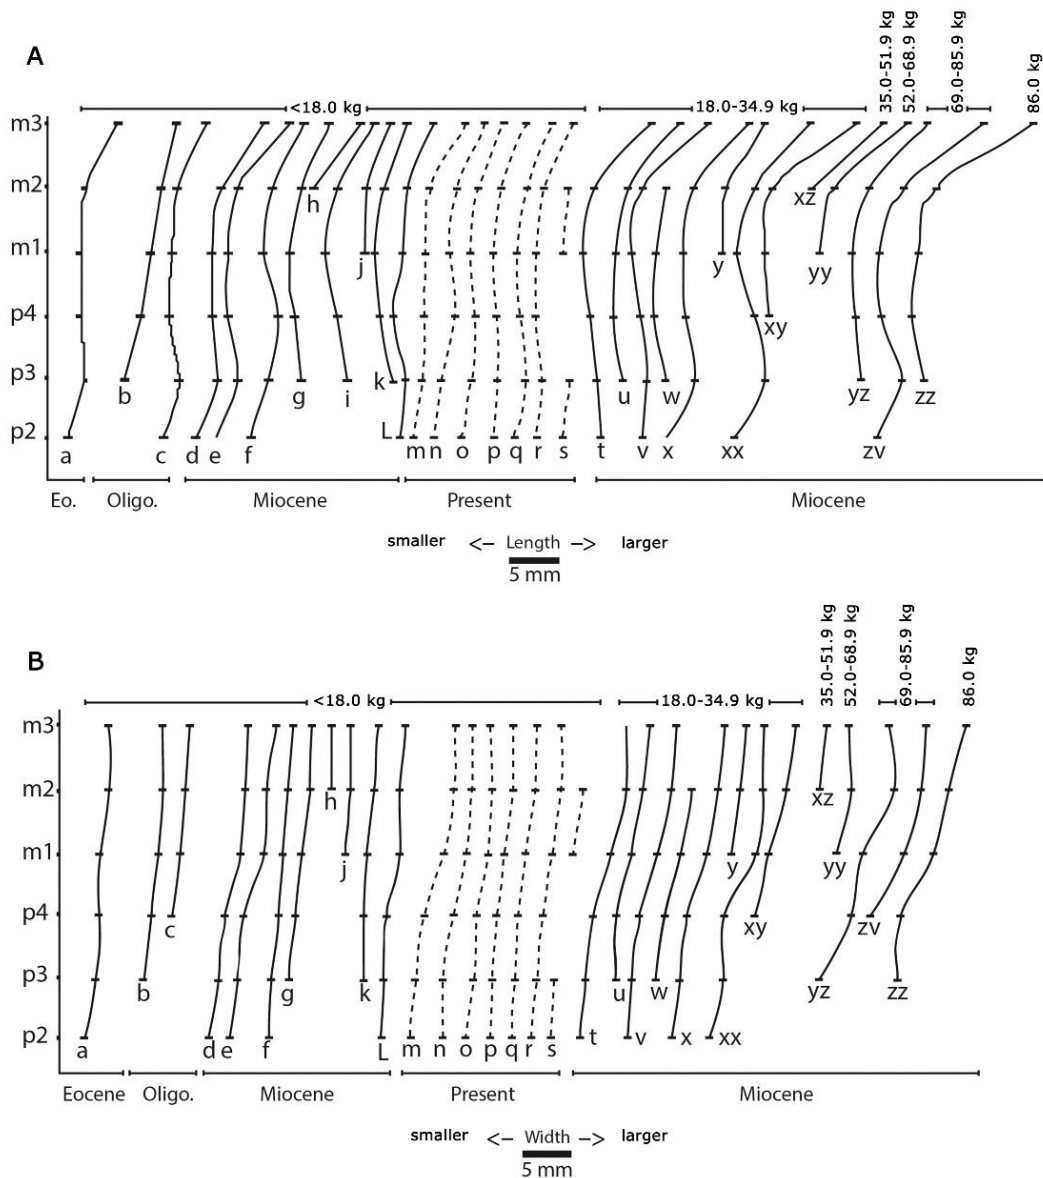 A
<18.0 kg
18.0-34.9 kg
35.0-51.9 kg
52.0-68.9 kg
69.0-85.9 kg
86.0 kg
m3
m2
h
xz
m1
j
y
yy
p4
xy
p3
b
g
i
k
u
w
yz
zz
p2
a
c
d
e
f
L
m
n
o
p
q
r
s
t
v
x
xx
zv
Eo.
Oligo.
Miocene
Present
Miocene
smaller <– Length –> larger
5 mm
B
<18.0 kg
18.0-34.9 kg
35.0-51.9 kg
52.0-68.9 kg
69.0-85.9 kg
86.0 kg
m3
m2
h
xz
m1
j
y
yy
p4
c
xy
zv
p3
b
g
k
u
w
yz
zz
p2
a
d
e
f
L
m
n
o
p
q
r
s
t
v
x
xx
Eocene
Oligo.
Miocene
Present
Miocene
smaller <– Width –> larger
5 mm